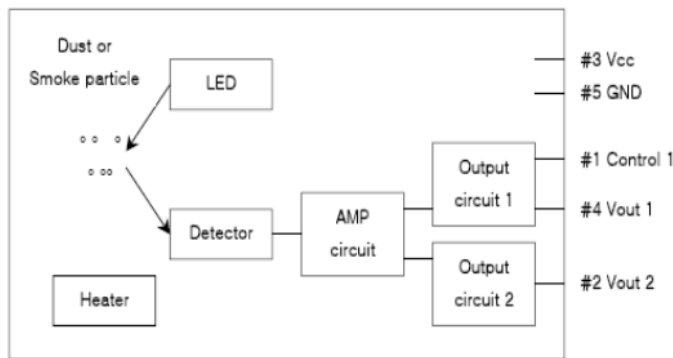 Dust or
Smoke particle
LED
#3 Vcc
#5 GND
Output
circuit 1
#1 Control 1
#4 Vout 1
Detector
AMP
circuit
Output
circuit 2
#2 Vout 2
Heater